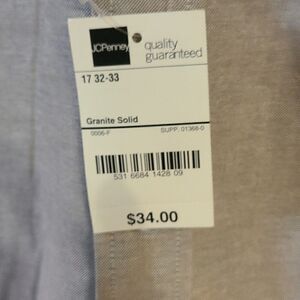 JCPenney
quality
guaranteed
17 32-33
Granite Solid
0006-F SUPP. 01368-0
531 6684 1428 09
$34.00